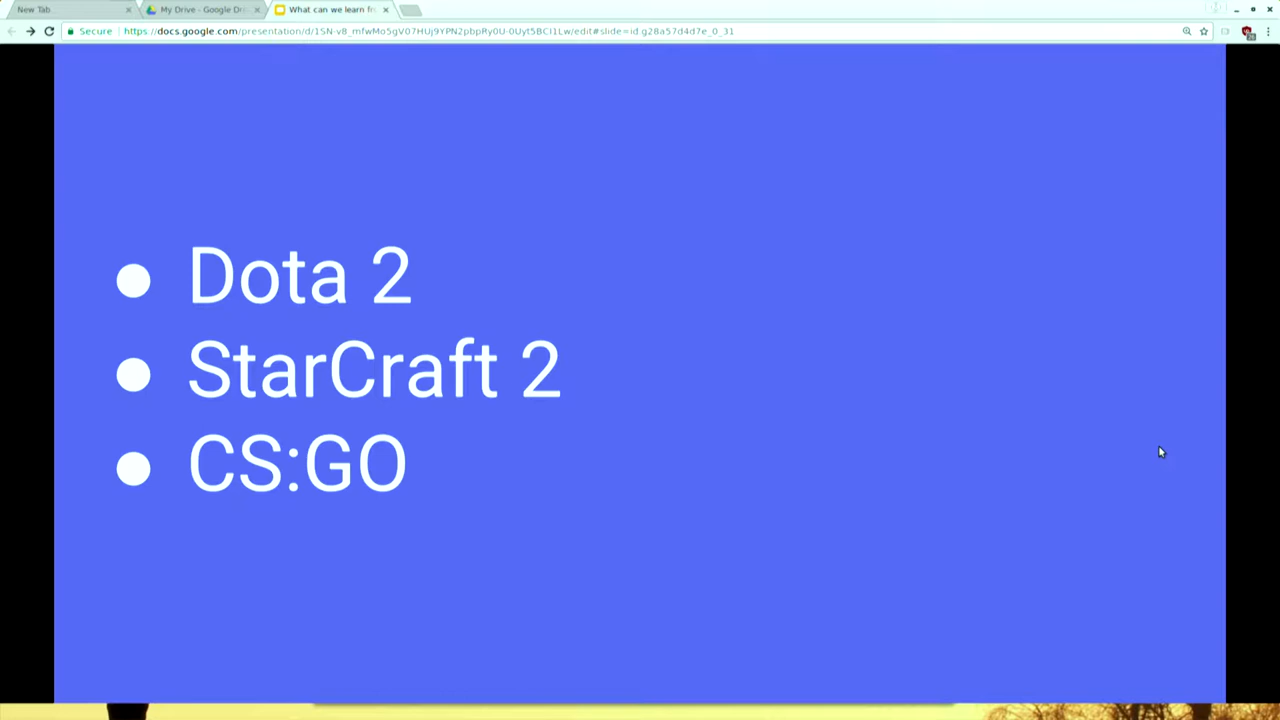 New Tab
My Drive - Google Dri
What can we learn fr
Secure
https://docs.google.com/presentation/d/1SN-v8_mfwMo5gV07HUj9YPN2pbpRy0U-0Uyt5BCI1Lw/edit#slide=id.g28a57d4d7e_0_31
• Dota 2
• StarCraft 2
• CS:GO